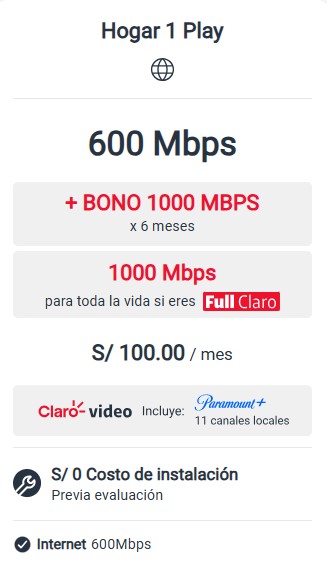 Hogar 1 Play
600 Mbps
+ BONO 1000 MBPS
x 6 meses
1000 Mbps
para toda la vida si eres Full Claro
S/ 100.00 / mes
Claro video Incluye: Paramount+
11 canales locales
S/ 0 Costo de instalación
Previa evaluación
Internet 600Mbps